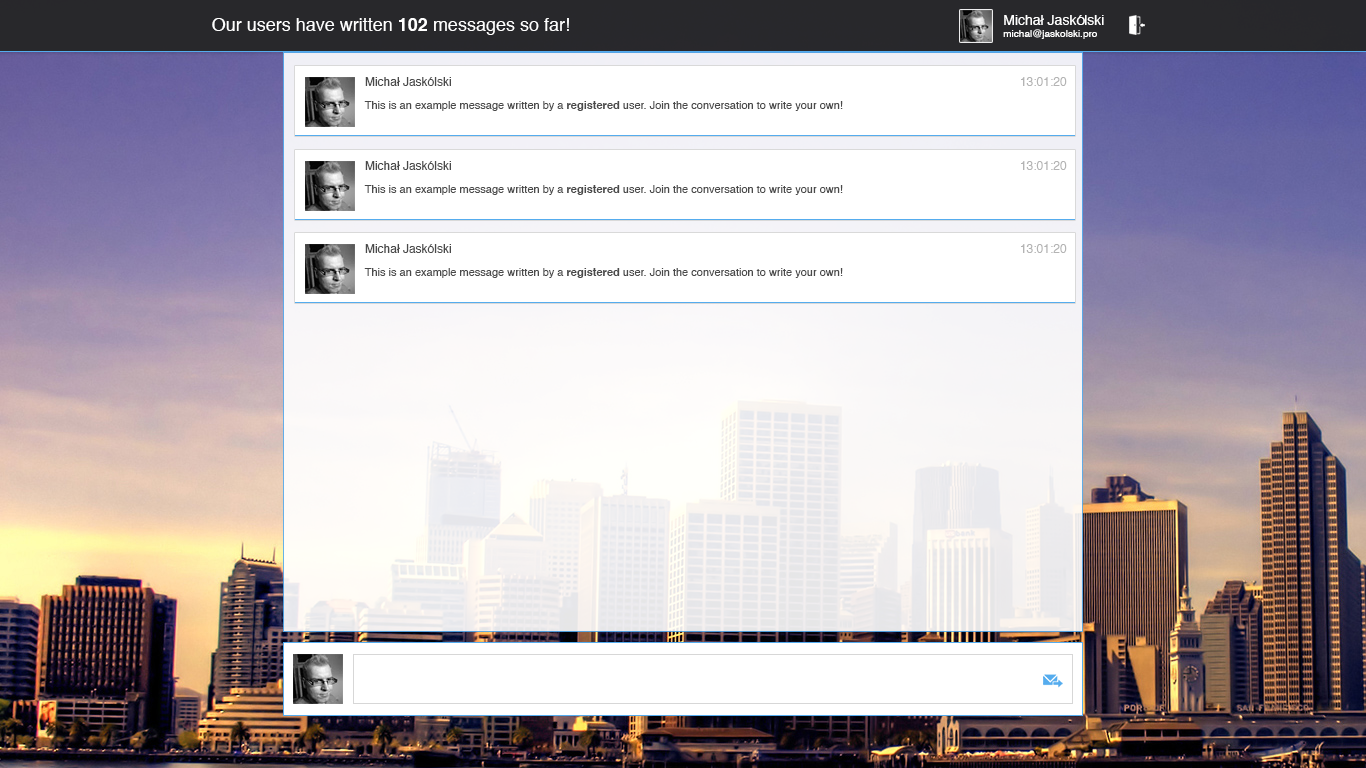 Our users have written 102 messages so far!
Michał Jaskólski
michal@jaskolski.pro
Michał Jaskólski
13:01:20
This is an example message written by a registered user. Join the conversation to write your own!
Michał Jaskólski
13:01:20
This is an example message written by a registered user. Join the conversation to write your own!
Michał Jaskólski
13:01:20
This is an example message written by a registered user. Join the conversation to write your own!
PORT OF SAN FRANCISCO